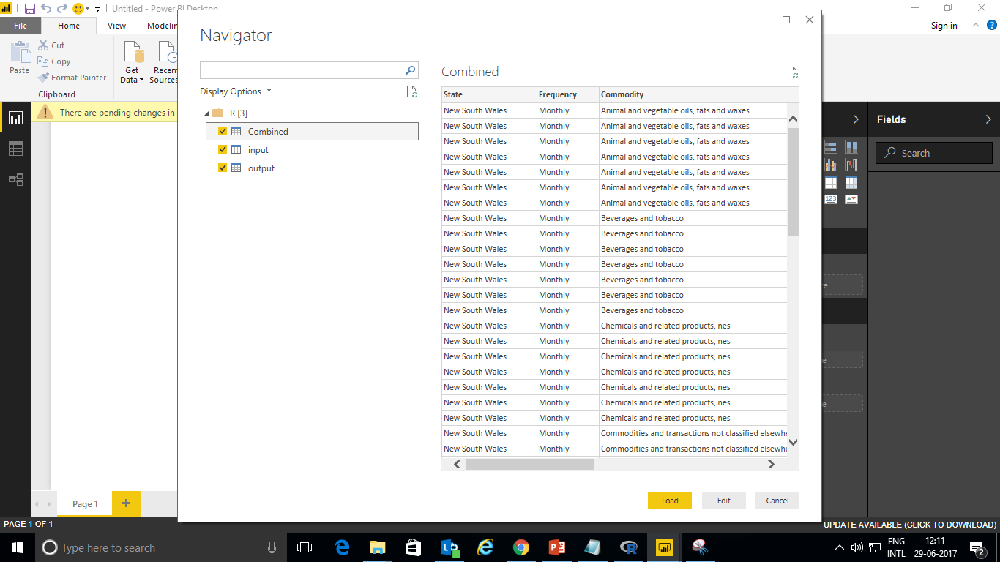 Untitled - Power BI Desktop
File
Home
View
Modelin
Sign in
Paste
Cut
Copy
Format Painter
Clipboard
Get
Data
Recen
Sources
There are pending changes in
Navigator
Display Options
R [3]
Combined
input
output
Combined
State Frequency Commodity
New South Wales Monthly Animal and vegetable oils, fats and waxes
New South Wales Monthly Animal and vegetable oils, fats and waxes
New South Wales Monthly Animal and vegetable oils, fats and waxes
New South Wales Monthly Animal and vegetable oils, fats and waxes
New South Wales Monthly Animal and vegetable oils, fats and waxes
New South Wales Monthly Animal and vegetable oils, fats and waxes
New South Wales Monthly Animal and vegetable oils, fats and waxes
New South Wales Monthly Beverages and tobacco
New South Wales Monthly Beverages and tobacco
New South Wales Monthly Beverages and tobacco
New South Wales Monthly Beverages and tobacco
New South Wales Monthly Beverages and tobacco
New South Wales Monthly Beverages and tobacco
New South Wales Monthly Beverages and tobacco
New South Wales Monthly Chemicals and related products, nes
New South Wales Monthly Chemicals and related products, nes
New South Wales Monthly Chemicals and related products, nes
New South Wales Monthly Chemicals and related products, nes
New South Wales Monthly Chemicals and related products, nes
New South Wales Monthly Chemicals and related products, nes
New South Wales Monthly Chemicals and related products, nes
New South Wales Monthly Commodities and transactions not classified elsewhe
New South Wales Monthly Commodities and transactions not classified elsewhe
Load
Edit
Cancel
Fields
Search
123
re
e
e
Page 1
PAGE 1 OF 1
UPDATE AVAILABLE (CLICK TO DOWNLOAD)
Type here to search
ENG
INTL
12:11
29-06-2017
2